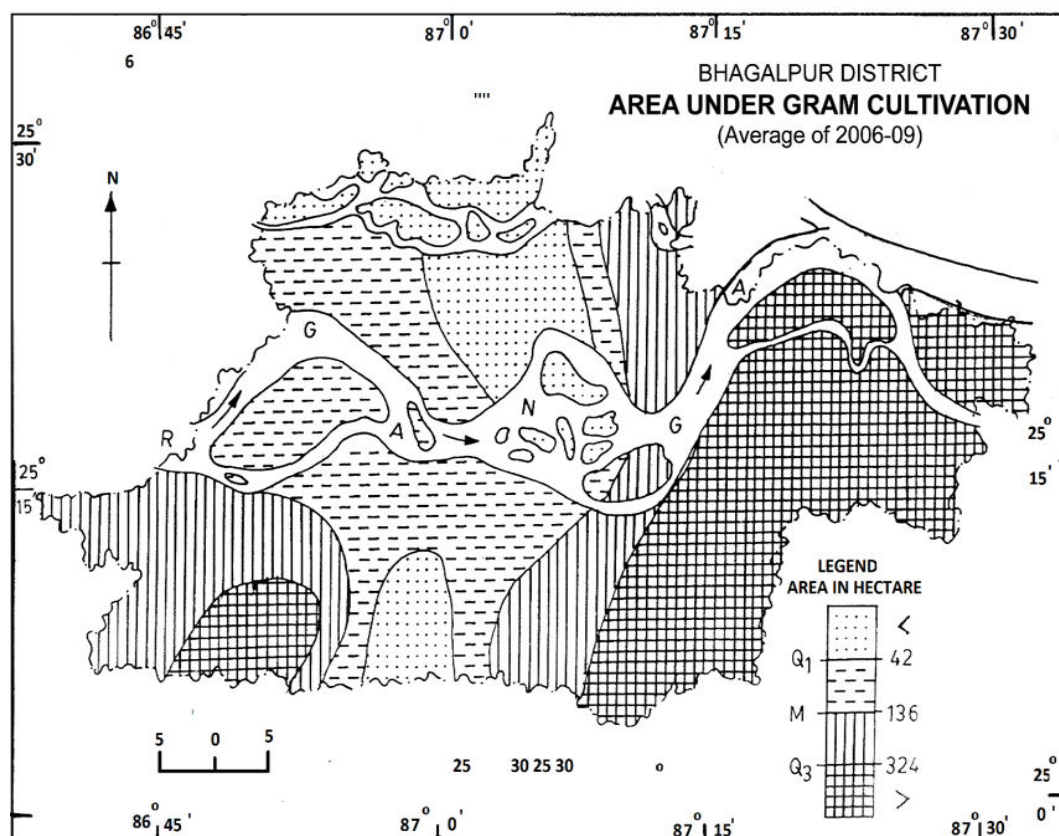 86° 45' 87° 0' 87° 15' 87° 30'
6
BHAGALPUR DISTRICT
AREA UNDER GRAM CULTIVATION
(Average of 2006-09)
""
25°
30'
N
A
G
R
A
N
G
25°
15'
25°
15'
LEGEND
AREA IN HECTARE
<
Q1 42
M 136
Q3 324
>
5 0 5
25 30 25 30 °
25°
0'
86° 45' 87° 0' 87° 15' 87° 30'